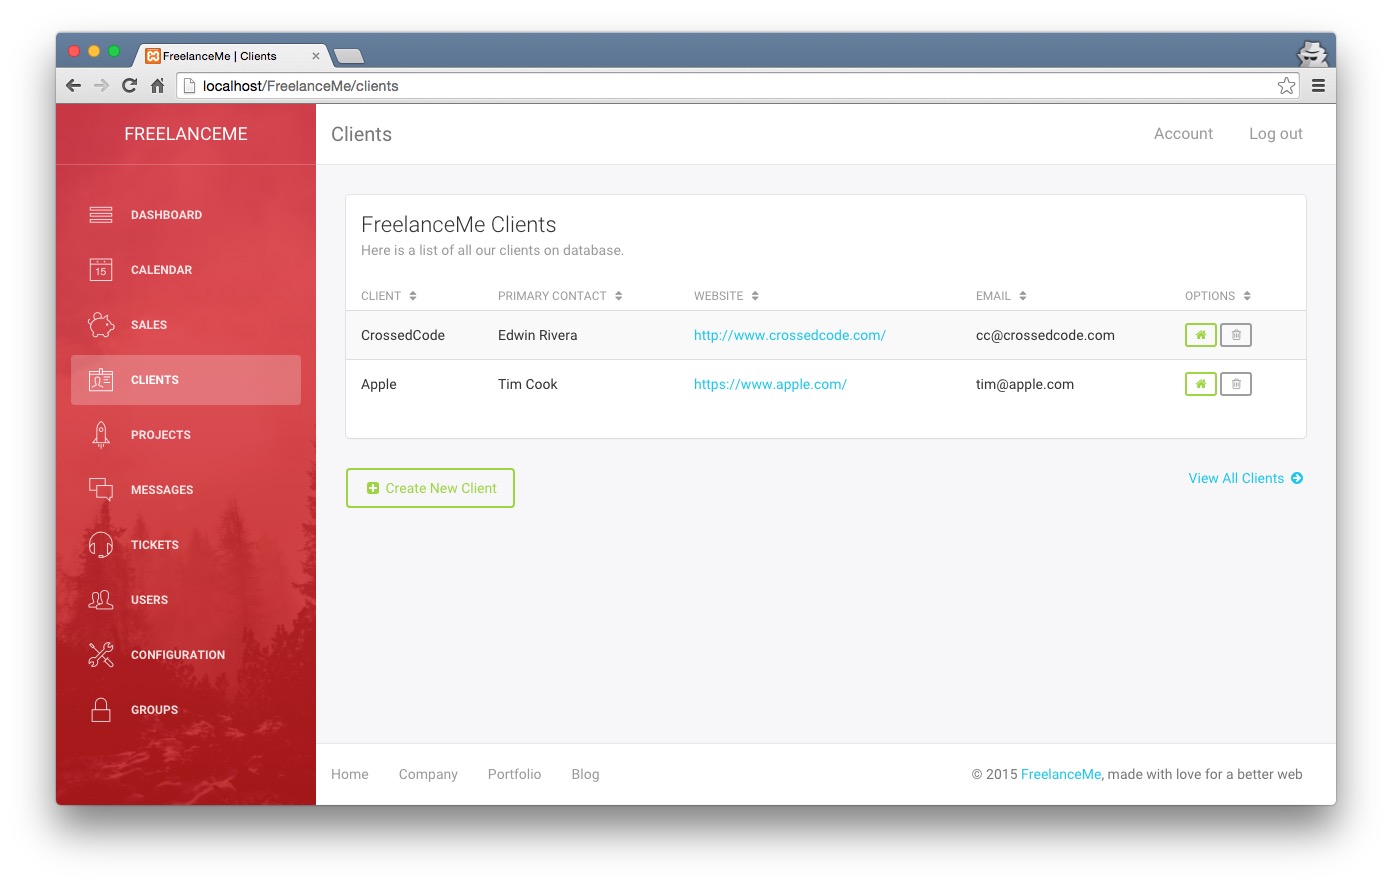 FreelanceMe | Clients
localhost/FreelanceMe/clients
FREELANCEME
Clients
Account
Log out
DASHBOARD
15
CALENDAR
SALES
CLIENTS
PROJECTS
MESSAGES
TICKETS
USERS
CONFIGURATION
GROUPS
FreelanceMe Clients
Here is a list of all our clients on database.
CLIENT PRIMARY CONTACT WEBSITE EMAIL OPTIONS
CrossedCode Edwin Rivera http://www.crossedcode.com/ cc@crossedcode.com
Apple Tim Cook https://www.apple.com/ tim@apple.com
Create New Client
View All Clients
Home Company Portfolio Blog
© 2015 FreelanceMe, made with love for a better web